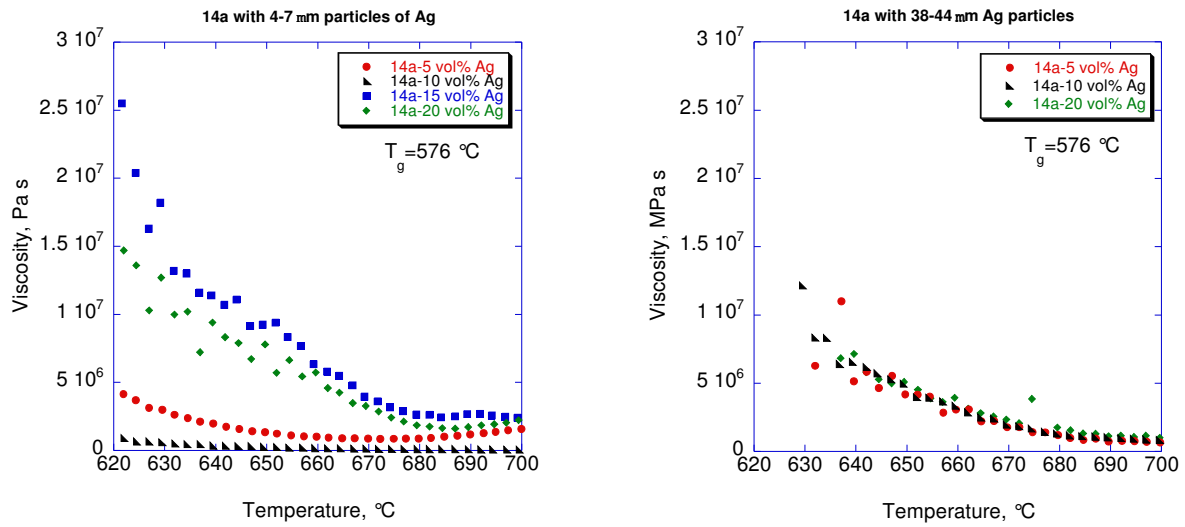 14a with 4-7 mm particles of Ag
3 10⁷
2.5 10⁷
2 10⁷
1.5 10⁷
1 10⁷
5 10⁶
0
Viscosity, Pa s
14a-5 vol% Ag
14a-10 vol% Ag
14a-15 vol% Ag
14a-20 vol% Ag
T_g=576 °C
620 630 640 650 660 670 680 690 700
Temperature, °C
14a with 38-44 mm Ag particles
3 10⁷
2.5 10⁷
2 10⁷
1.5 10⁷
1 10⁷
5 10⁶
0
Viscosity, MPa s
14a-5 vol% Ag
14a-10 vol% Ag
14a-20 vol% Ag
T_g=576 °C
620 630 640 650 660 670 680 690 700
Temperature, °C